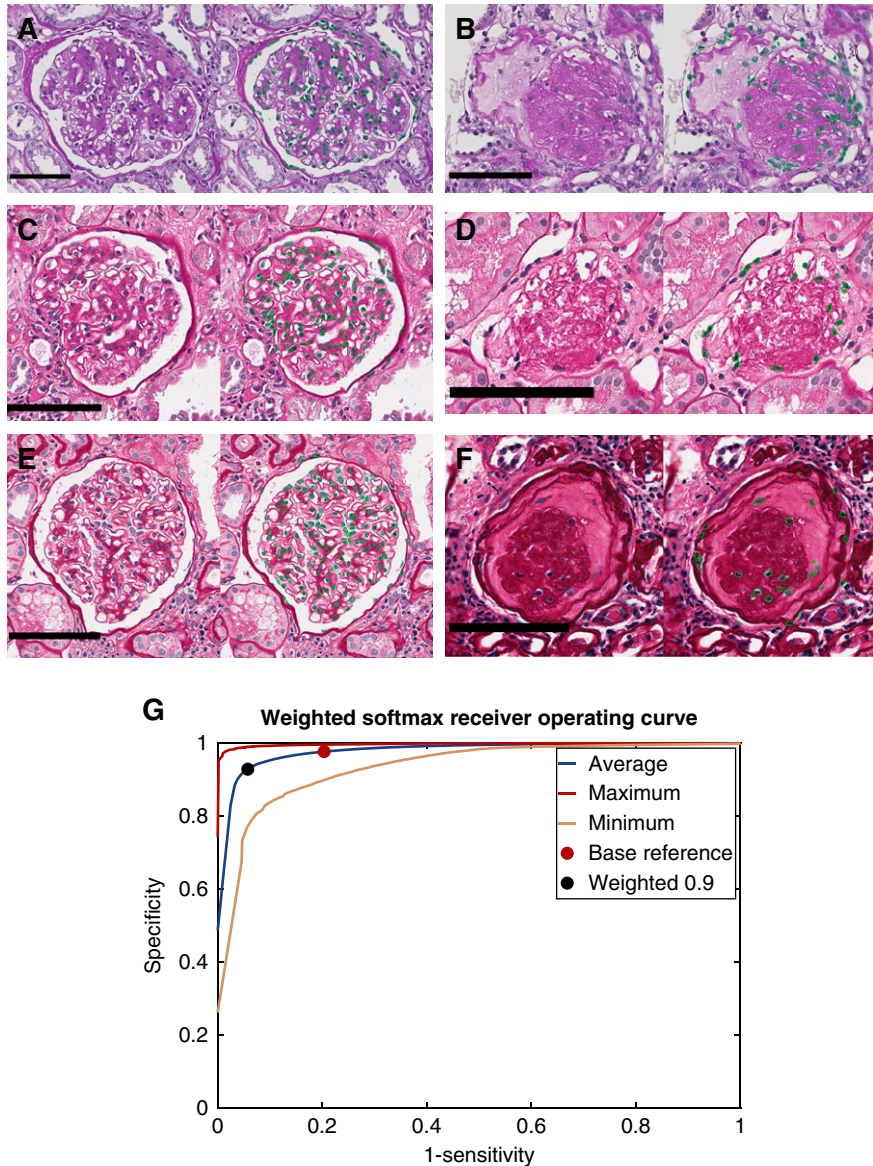 A
B
C
D
E
F
G
Weighted softmax receiver operating curve
1
0.8
0.6
0.4
0.2
0
Specificity
Average
Maximum
Minimum
Base reference
Weighted 0.9
0 0.2 0.4 0.6 0.8 1
1-sensitivity